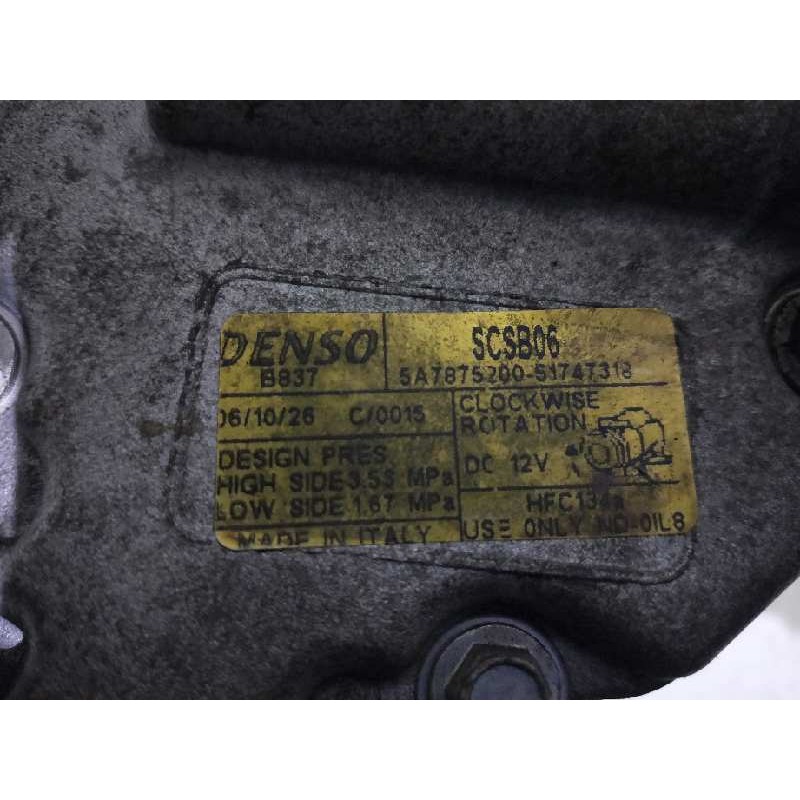 DENSO
SCSB06
B837
5A7875200-51747318
06/10/26 C/0015
CLOCKWISE
ROTATION
DESIGN PRES
HIGH SIDE 3.53 MPa
DC 12V
LOW SIDE 1.67 MPa
HFC134a
MADE IN ITALY
USE ONLY ND-OIL8